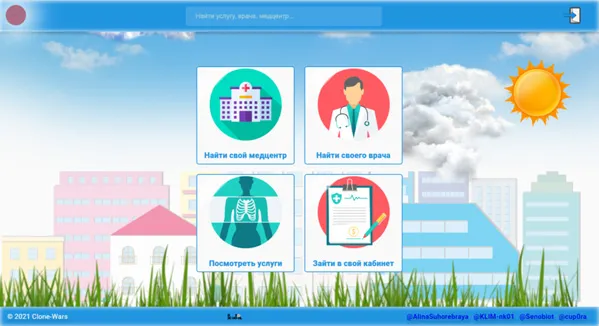 Найти услугу, врача, медцентр...
Найти свой медцентр
Найти своего врача
Посмотреть услуги
Зайти в свой кабинет
© 2021 Clone-Wars
@AlinaSuhorebraya @KLIM-nk01 @Senobiot @cup0ra